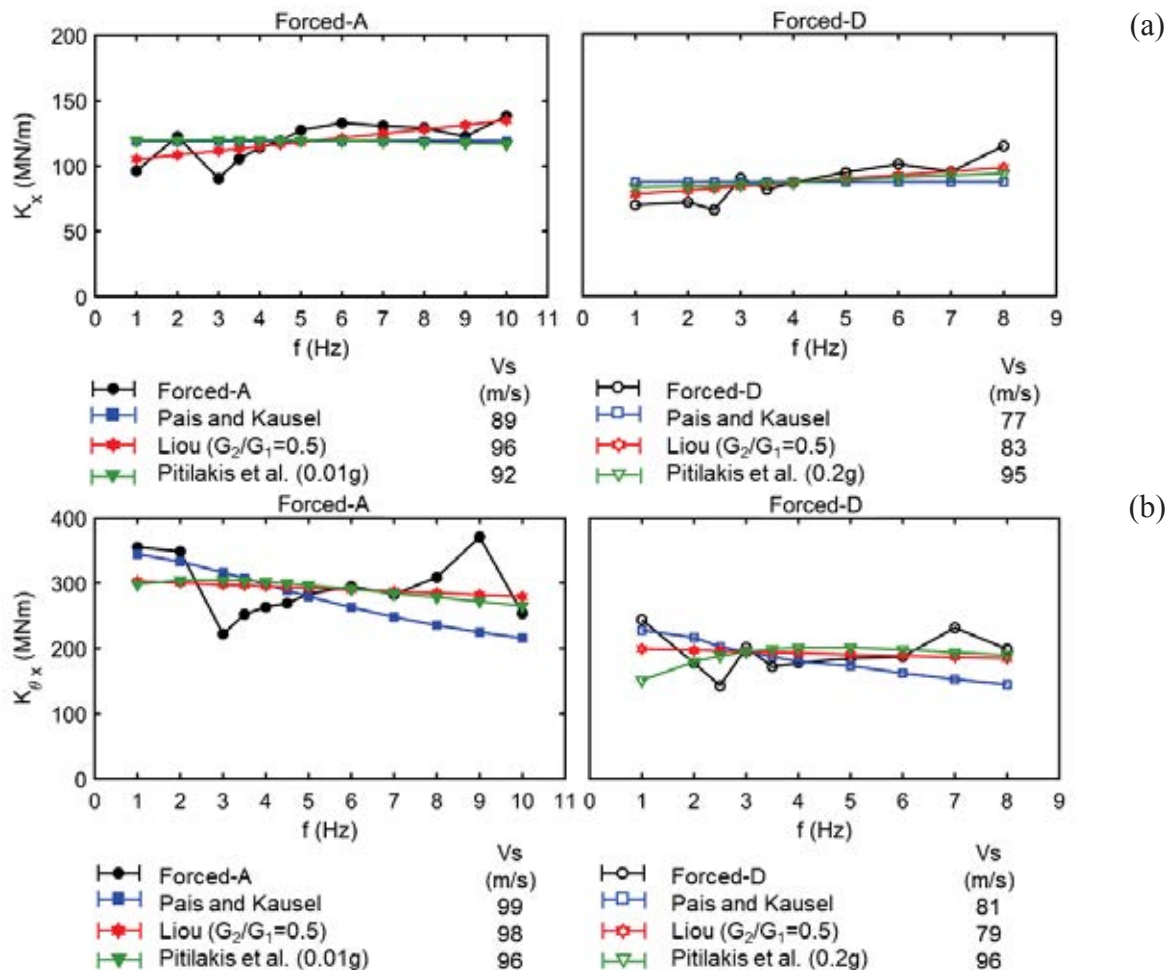 Forced-A Forced-D (a)
200
150
100
50
0
K_x (MN/m)
0 1 2 3 4 5 6 7 8 9 10 11 0 1 2 3 4 5 6 7 8 9
f (Hz) f (Hz)
Vs Vs
Forced-A (m/s) Forced-D (m/s)
Pais and Kausel 89 Pais and Kausel 77
Liou (G₂/G₁=0.5) 96 Liou (G₂/G₁=0.5) 83
Pitilakis et al. (0.01g) 92 Pitilakis et al. (0.2g) 95
Forced-A Forced-D (b)
400
300
200
100
0
K_θ x (MNm)
0 1 2 3 4 5 6 7 8 9 10 11 0 1 2 3 4 5 6 7 8 9
f (Hz) f (Hz)
Vs Vs
Forced-A (m/s) Forced-D (m/s)
Pais and Kausel 99 Pais and Kausel 81
Liou (G₂/G₁=0.5) 98 Liou (G₂/G₁=0.5) 79
Pitilakis et al. (0.01g) 96 Pitilakis et al. (0.2g) 96